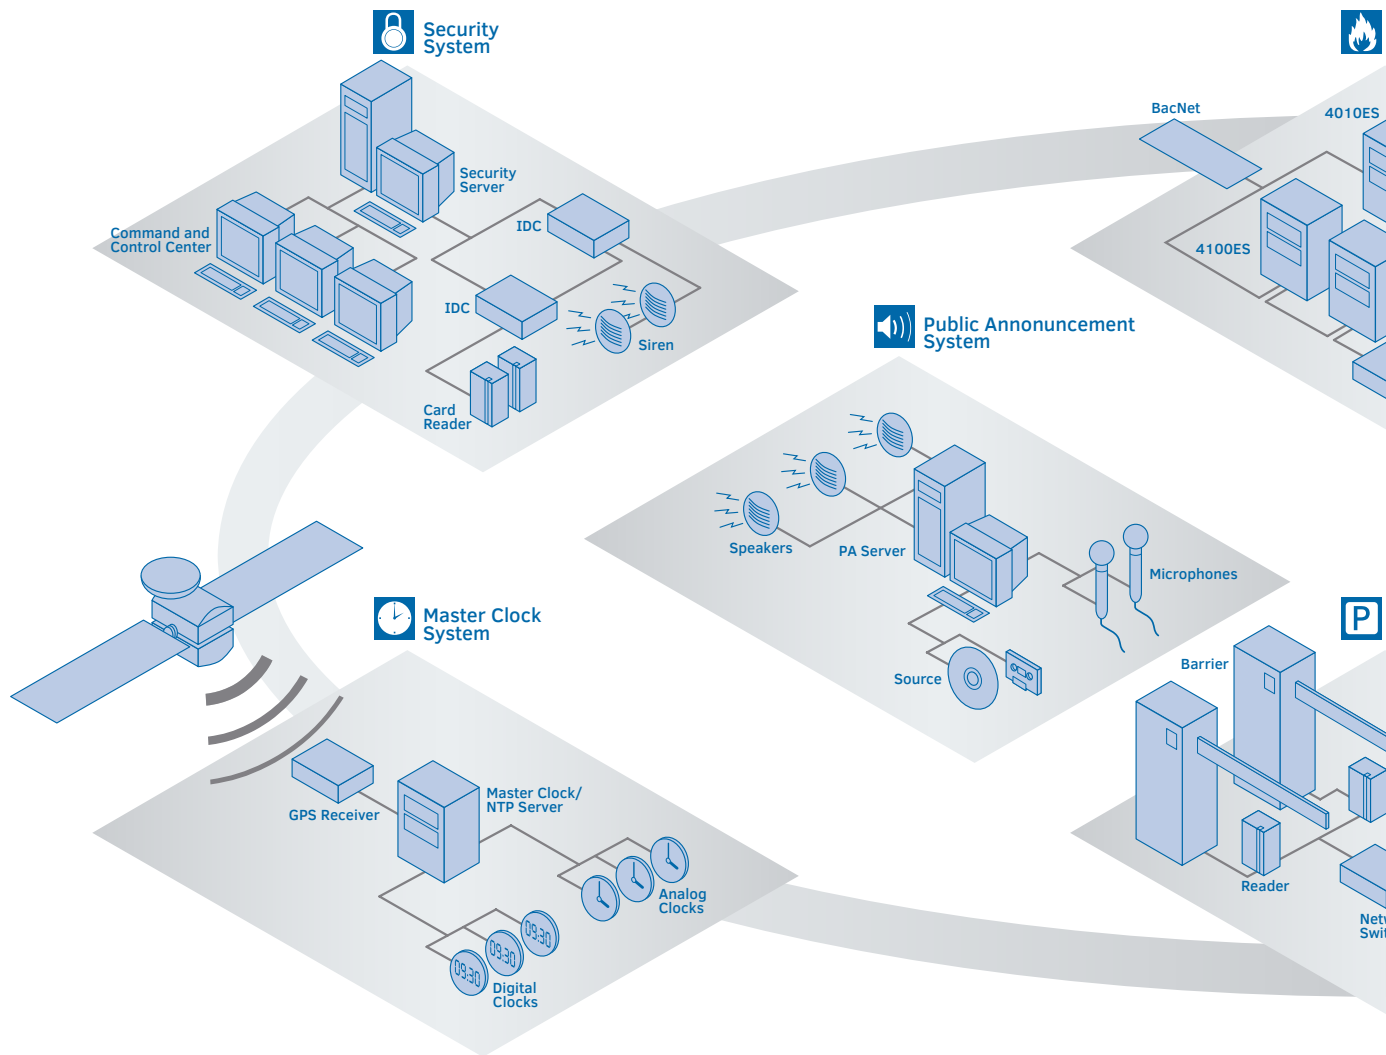 Security
System
BacNet
4010ES
Security
Server
Command and
Control Center
IDC
4100ES
IDC
Siren
Public Annonuncement
System
Card
Reader
Speakers
PA Server
Microphones
Master Clock
System
P
Barrier
Source
Master Clock/
NTP Server
GPS Receiver
Reader
Analog
Clocks
09:30
09:30
09:30
Digital
Clocks